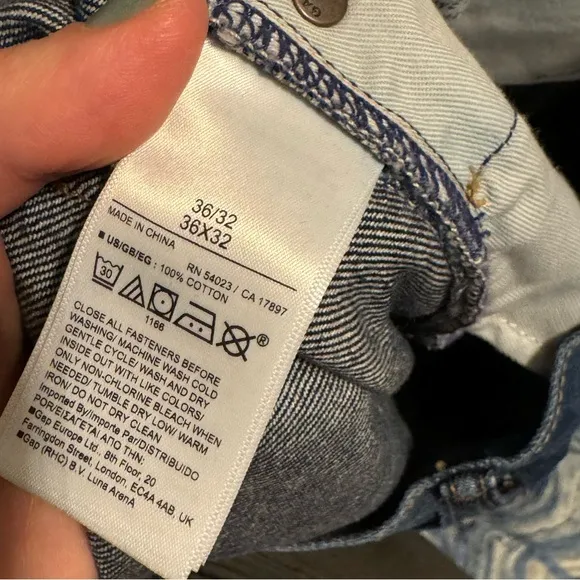 GA
36/32
36X32
MADE IN CHINA
RN 54023 / CA 17897
■ US/GB/EG : 100% COTTON
30
1166
®
CLOSE ALL FASTENERS BEFORE
WASHING/ MACHINE WASH COLD
GENTLE CYCLE/ WASH AND DRY
INSIDE OUT WITH LIKE COLORS/
ONLY NON-CHLORINE BLEACH WHEN
NEEDED/ TUMBLE DRY LOW/ WARM
IRON/ DO NOT DRY CLEAN
Imported By/Importe Par/DISTRIBUIDO
POR/ΕΙΣΑΓΕΤΑΙ ΑΠΟ ΤΗΝ:
■Gap Europe Ltd., 8th Floor, 20
Farringdon Street, London, EC4A 4AB, UK
■Gap (RHC) B.V. Luna ArenA